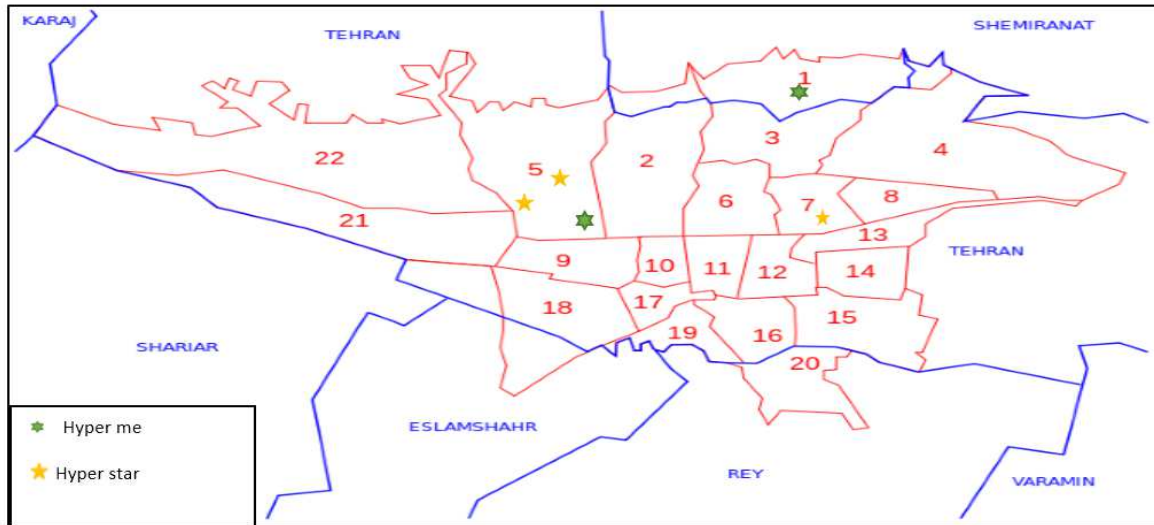 KARAJ
TEHRAN
SHEMIRANAT
1
3
4
22
5
2
6
7
8
21
13
TEHRAN
9
10
11
12
14
18
17
15
19
16
20
SHARIAR
ESLAMSHAHR
REY
VARAMIN
Hyper me
Hyper star